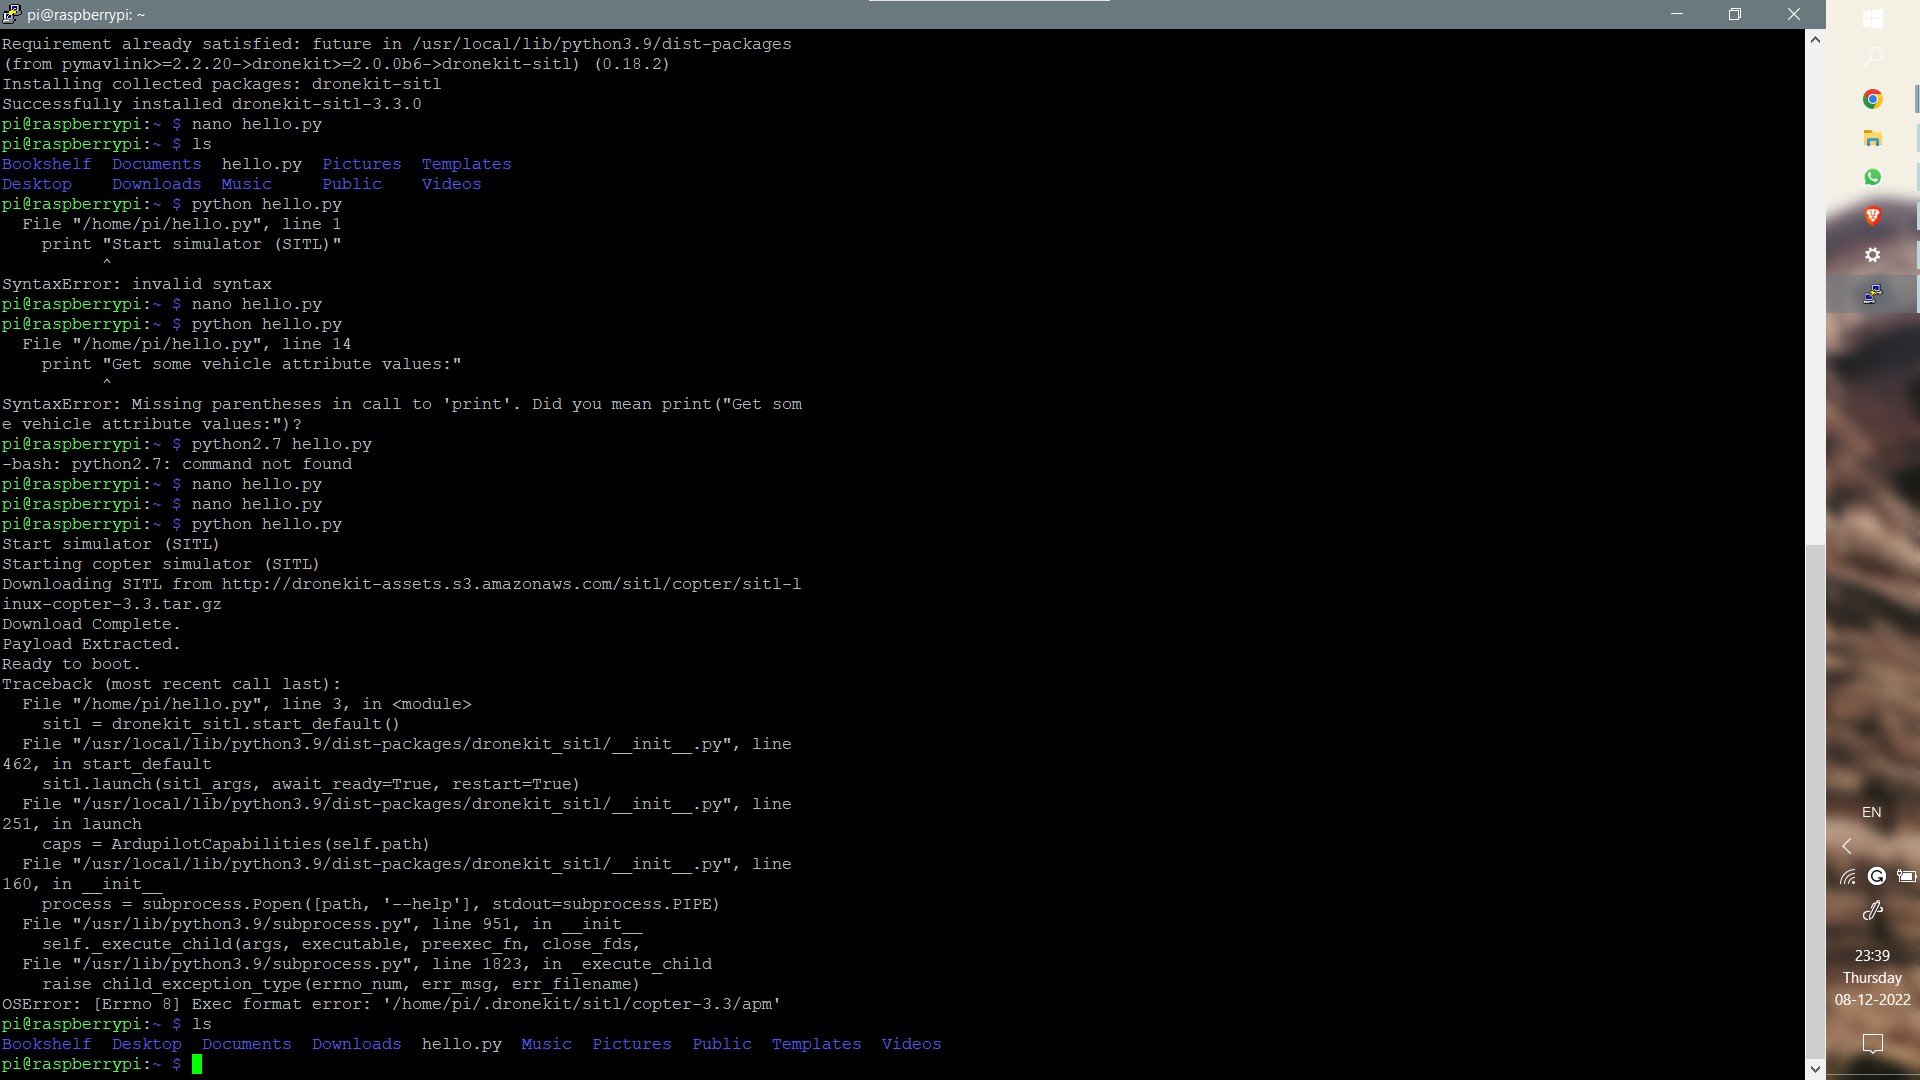 pi@raspberrypi: ~
Requirement already satisfied: future in /usr/local/lib/python3.9/dist-packages
(from pymavlink>=2.2.20->dronekit>=2.0.0b6->dronekit-sitl) (0.18.2)
Installing collected packages: dronekit-sitl
Successfully installed dronekit-sitl-3.3.0
pi@raspberrypi:~ $ nano hello.py
pi@raspberrypi:~ $ ls
Bookshelf  Documents  hello.py  Pictures  Templates
Desktop    Downloads  Music     Public    Videos
pi@raspberrypi:~ $ python hello.py
  File "/home/pi/hello.py", line 1
    print "Start simulator (SITL)"
          ^
SyntaxError: invalid syntax
pi@raspberrypi:~ $ nano hello.py
pi@raspberrypi:~ $ python hello.py
  File "/home/pi/hello.py", line 14
    print "Get some vehicle attribute values:"
          ^
SyntaxError: Missing parentheses in call to 'print'. Did you mean print("Get som
e vehicle attribute values:")?
pi@raspberrypi:~ $ python2.7 hello.py
-bash: python2.7: command not found
pi@raspberrypi:~ $ nano hello.py
pi@raspberrypi:~ $ nano hello.py
pi@raspberrypi:~ $ python hello.py
Start simulator (SITL)
Starting copter simulator (SITL)
Downloading SITL from http://dronekit-assets.s3.amazonaws.com/sitl/copter/sitl-l
inux-copter-3.3.tar.gz
Download Complete.
Payload Extracted.
Ready to boot.
Traceback (most recent call last):
  File "/home/pi/hello.py", line 3, in <module>
    sitl = dronekit_sitl.start_default()
  File "/usr/local/lib/python3.9/dist-packages/dronekit_sitl/__init__.py", line
462, in start_default
    sitl.launch(sitl_args, await_ready=True, restart=True)
  File "/usr/local/lib/python3.9/dist-packages/dronekit_sitl/__init__.py", line
251, in launch
    caps = ArdupilotCapabilities(self.path)
  File "/usr/local/lib/python3.9/dist-packages/dronekit_sitl/__init__.py", line
160, in __init__
    process = subprocess.Popen([path, '--help'], stdout=subprocess.PIPE)
  File "/usr/lib/python3.9/subprocess.py", line 951, in __init__
    self._execute_child(args, executable, preexec_fn, close_fds,
  File "/usr/lib/python3.9/subprocess.py", line 1823, in _execute_child
    raise child_exception_type(errno_num, err_msg, err_filename)
OSError: [Errno 8] Exec format error: '/home/pi/.dronekit/sitl/copter-3.3/apm'
pi@raspberrypi:~ $ ls
Bookshelf  Desktop  Documents  Downloads  hello.py  Music  Pictures  Public  Templates  Videos
pi@raspberrypi:~ $
EN
23:39
Thursday
08-12-2022